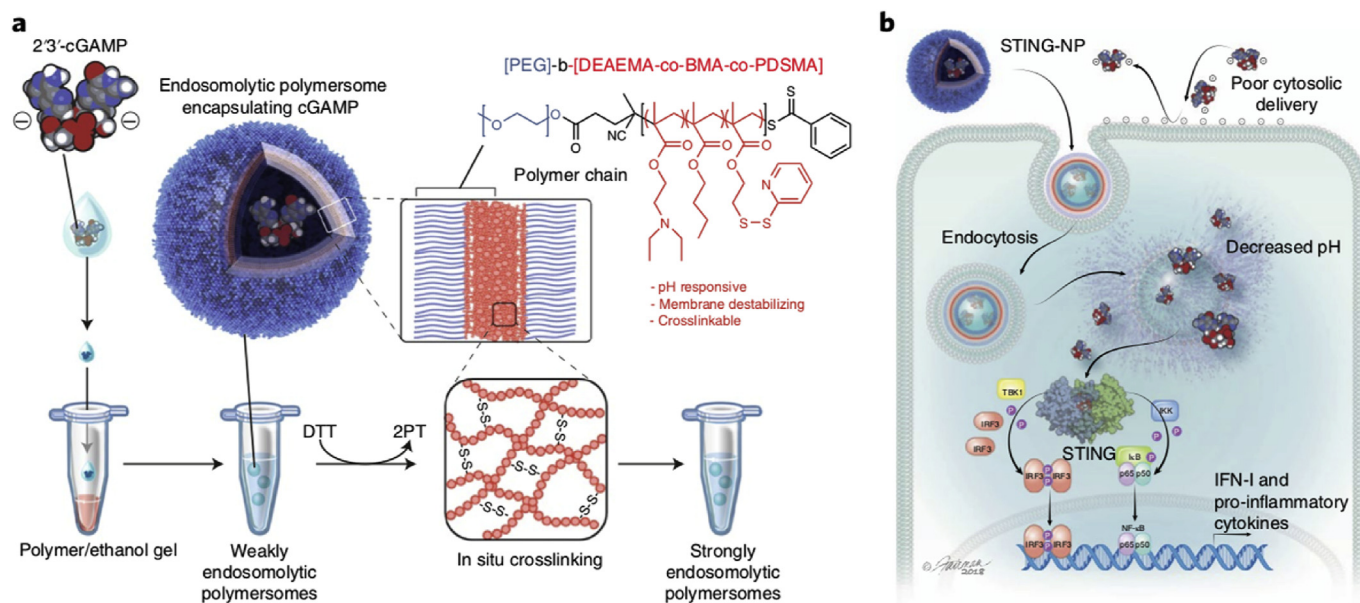 a
2′3′-cGAMP
Endosomolytic polymersome
encapsulating cGAMP
[PEG]-b-[DEAEMA-co-BMA-co-PDSMA]
O
O
O
NC
S
S
O
O
O
O
O
O
N
S
S
N
Polymer chain
- pH responsive
- Membrane destabilizing
- Crosslinkable
DTT
2PT
-S-S-
-S-S-
-S-S-
-S-S-
-S-S-
Polymer/ethanol gel
Weakly
endosomolytic
polymersomes
In situ crosslinking
Strongly
endosomolytic
polymersomes
b
STING-NP
Poor cytosolic
delivery
Endocytosis
Decreased pH
TBK1
P
P
IRF3
IRF3
STING
IKK
P
P
IκB
P
p65
p50
IRF3
P
P
IRF3
IFN-I and
pro-inflammatory
cytokines
NF-κB
IRF3
P
P
IRF3
p65
p50
©
2018